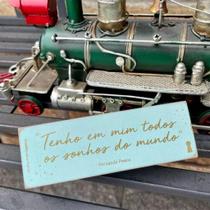 "Tenho em mim todos
os sonhos do mundo"
Fernando Pessoa